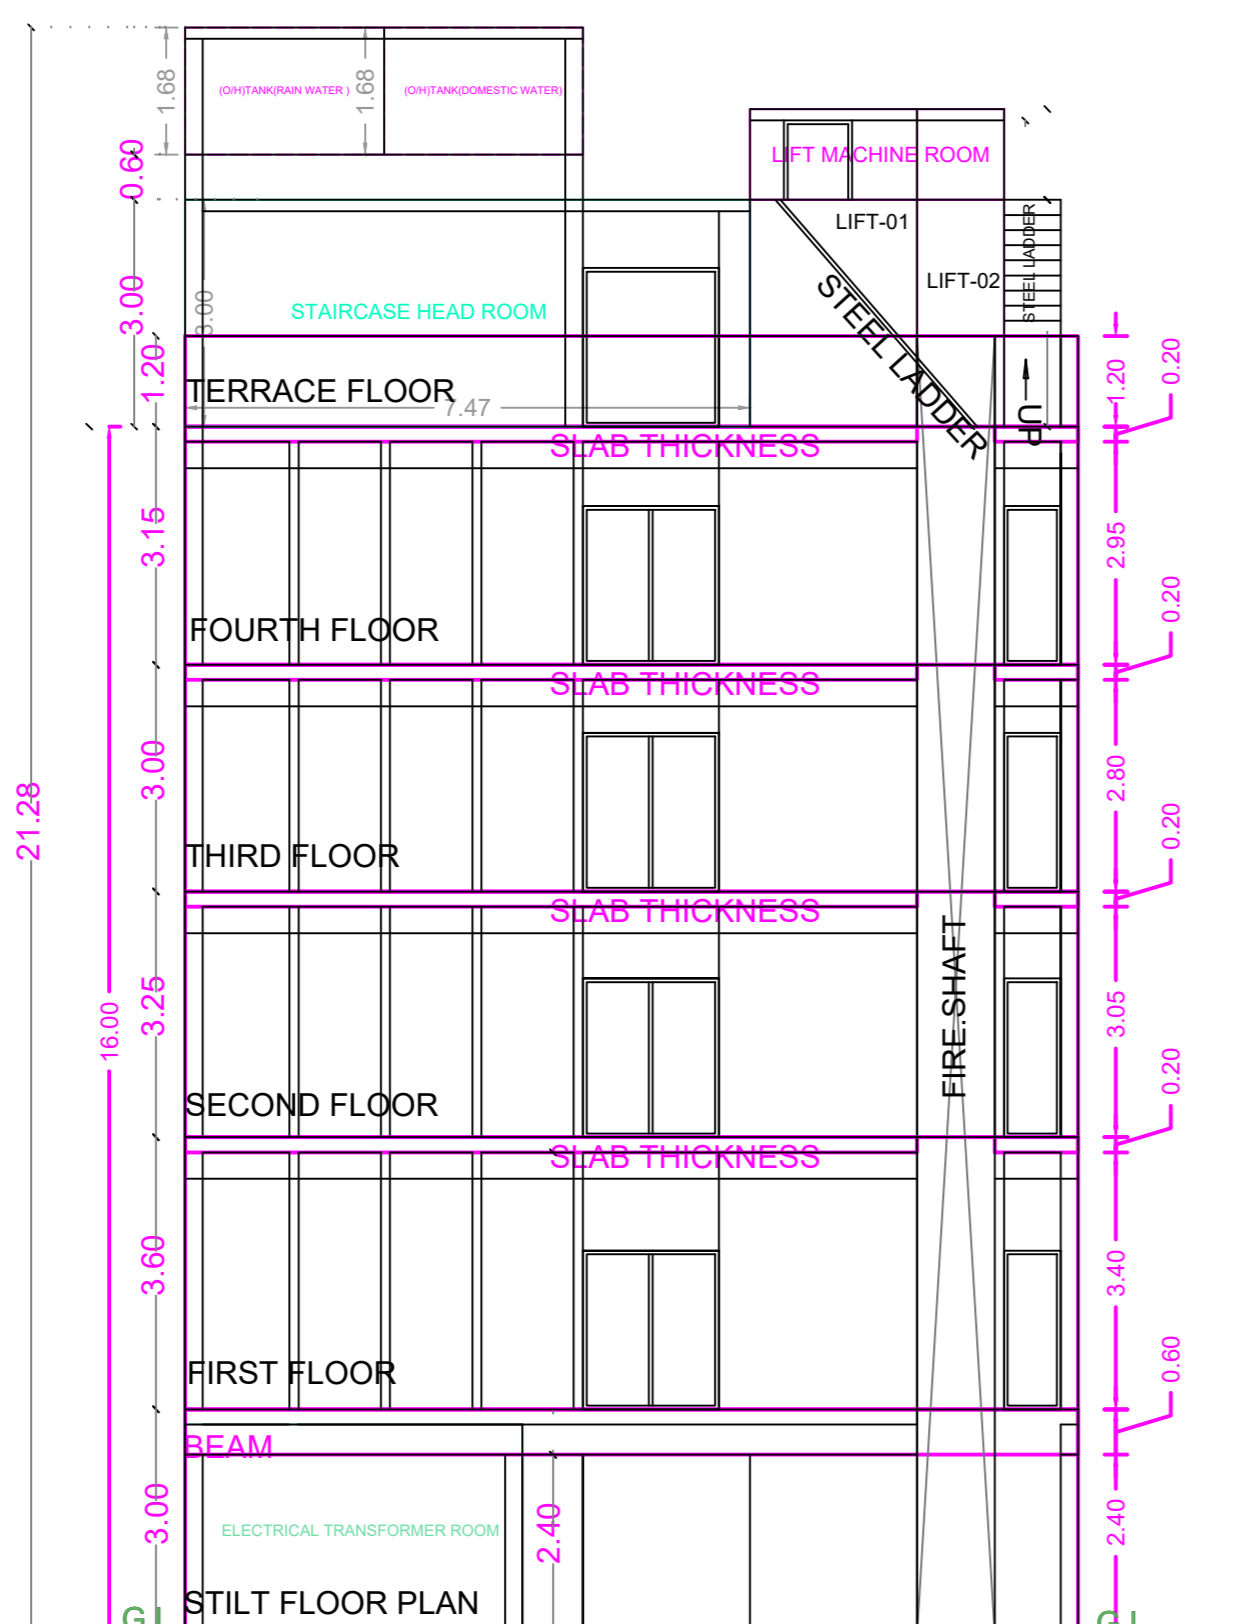 1.68
(O/H)TANK(RAIN WATER )
1.68
(O/H)TANK(DOMESTIC WATER)
0.60
LIFT MACHINE ROOM
LIFT-01
STEEL LADDER
LIFT-02
3.00
3.00
STAIRCASE HEAD ROOM
STEEL LADDER
1.20
TERRACE FLOOR
7.47
UP
1.20
0.20
SLAB THICKNESS
3.15
2.95
FOURTH FLOOR
0.20
SLAB THICKNESS
21.28
3.00
2.80
THIRD FLOOR
0.20
SLAB THICKNESS
16.00
3.25
FIRE.SHAFT
3.05
SECOND FLOOR
0.20
SLAB THICKNESS
3.60
3.40
FIRST FLOOR
0.60
BEAM
3.00
ELECTRICAL TRANSFORMER ROOM
2.40
2.40
STILT FLOOR PLAN